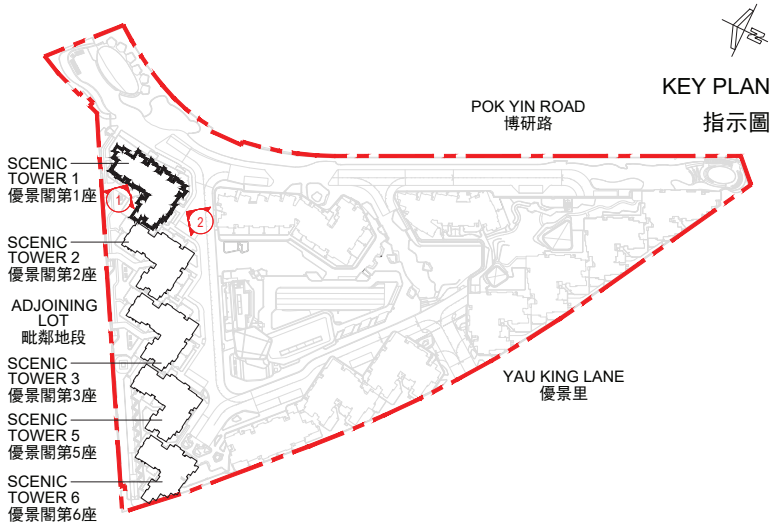 N
KEY PLAN
指示圖
POK YIN ROAD
博研路
SCENIC
TOWER 1
優景閣第1座
1
2
SCENIC
TOWER 2
優景閣第2座
ADJOINING
LOT
毗鄰地段
SCENIC
TOWER 3
優景閣第3座
SCENIC
TOWER 5
優景閣第5座
SCENIC
TOWER 6
優景閣第6座
YAU KING LANE
優景里